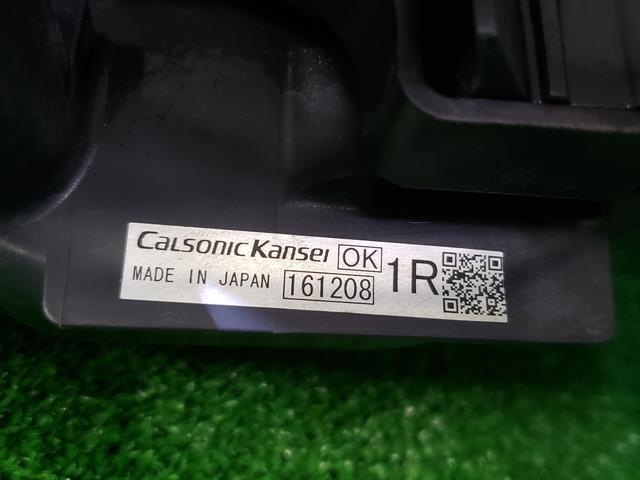 CALSONIC KANSEI OK 1R
MADE IN JAPAN 161208